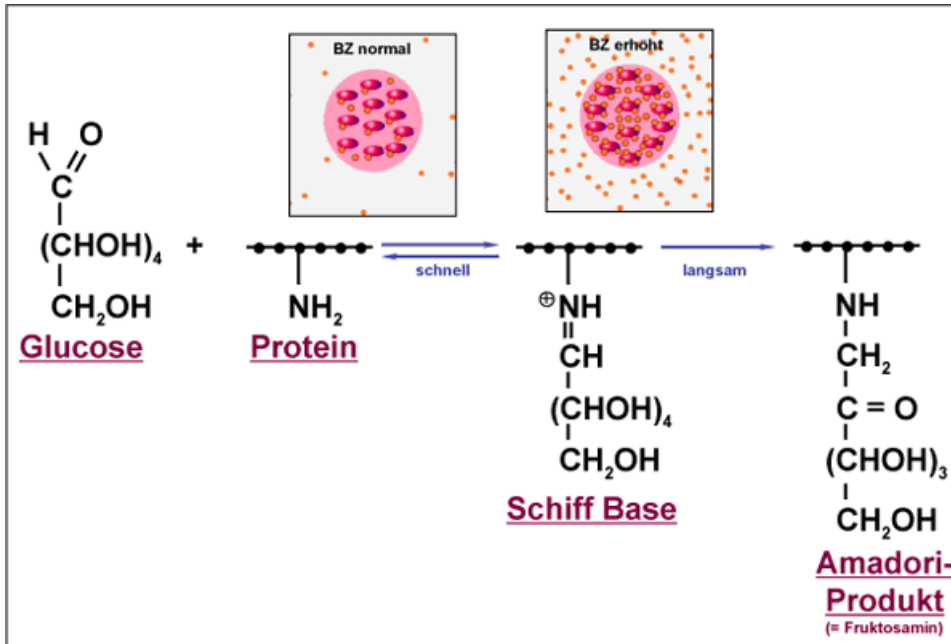 BZ normal
BZ erhöht
H O
C
(CHOH)₄
CH₂OH
Glucose
+
NH₂
Protein
schnell
⊕NH
CH
(CHOH)₄
CH₂OH
Schiff Base
langsam
NH
CH₂
C = O
(CHOH)₃
CH₂OH
Amadori-
Produkt
(= Fruktosamin)